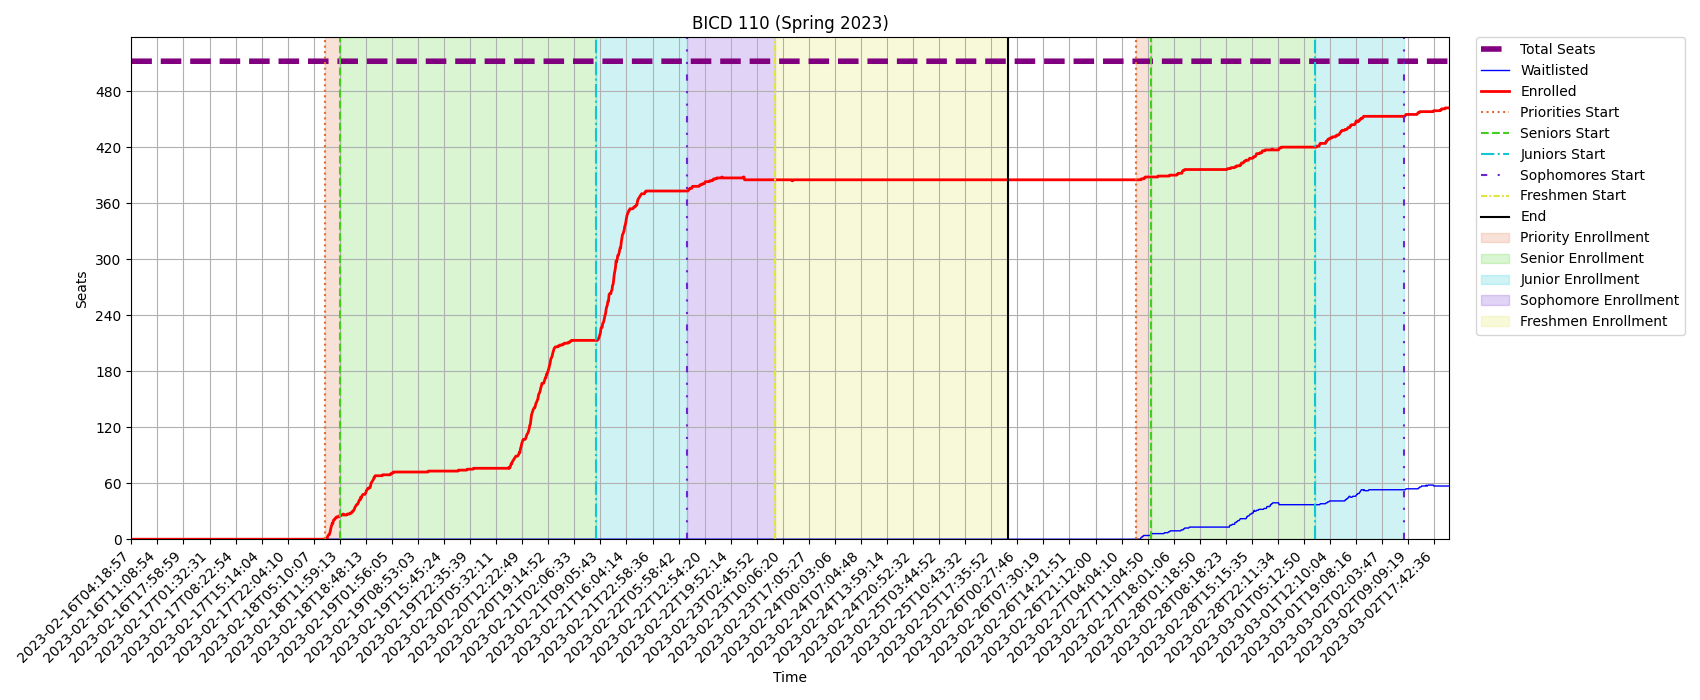 BICD 110 (Spring 2023)
Seats
480
420
360
300
240
180
120
60
0
2023-02-16T04:18:57
2023-02-16T11:08:54
2023-02-16T17:58:59
2023-02-17T01:32:31
2023-02-17T08:22:54
2023-02-17T15:14:04
2023-02-17T22:04:10
2023-02-18T05:10:07
2023-02-18T11:59:13
2023-02-18T18:48:13
2023-02-19T01:56:05
2023-02-19T08:53:03
2023-02-19T15:45:24
2023-02-19T22:35:39
2023-02-20T05:32:11
2023-02-20T12:22:49
2023-02-20T19:14:52
2023-02-21T02:06:33
2023-02-21T09:05:43
2023-02-21T16:04:14
2023-02-21T22:58:36
2023-02-22T05:58:42
2023-02-22T12:54:20
2023-02-22T19:52:14
2023-02-23T02:45:52
2023-02-23T10:06:20
2023-02-23T17:05:27
2023-02-24T00:03:06
2023-02-24T07:04:48
2023-02-24T13:59:14
2023-02-24T20:52:32
2023-02-25T03:44:52
2023-02-25T10:43:32
2023-02-25T17:35:52
2023-02-26T00:27:46
2023-02-26T07:30:19
2023-02-26T14:21:51
2023-02-26T21:12:00
2023-02-27T04:04:10
2023-02-27T11:04:50
2023-02-27T18:01:06
2023-02-28T01:18:50
2023-02-28T08:18:23
2023-02-28T15:15:35
2023-02-28T22:11:34
2023-03-01T05:12:50
2023-03-01T12:10:04
2023-03-01T19:08:16
2023-03-02T02:03:47
2023-03-02T09:09:19
2023-03-02T17:42:36
Time
Total Seats
Waitlisted
Enrolled
Priorities Start
Seniors Start
Juniors Start
Sophomores Start
Freshmen Start
End
Priority Enrollment
Senior Enrollment
Junior Enrollment
Sophomore Enrollment
Freshmen Enrollment